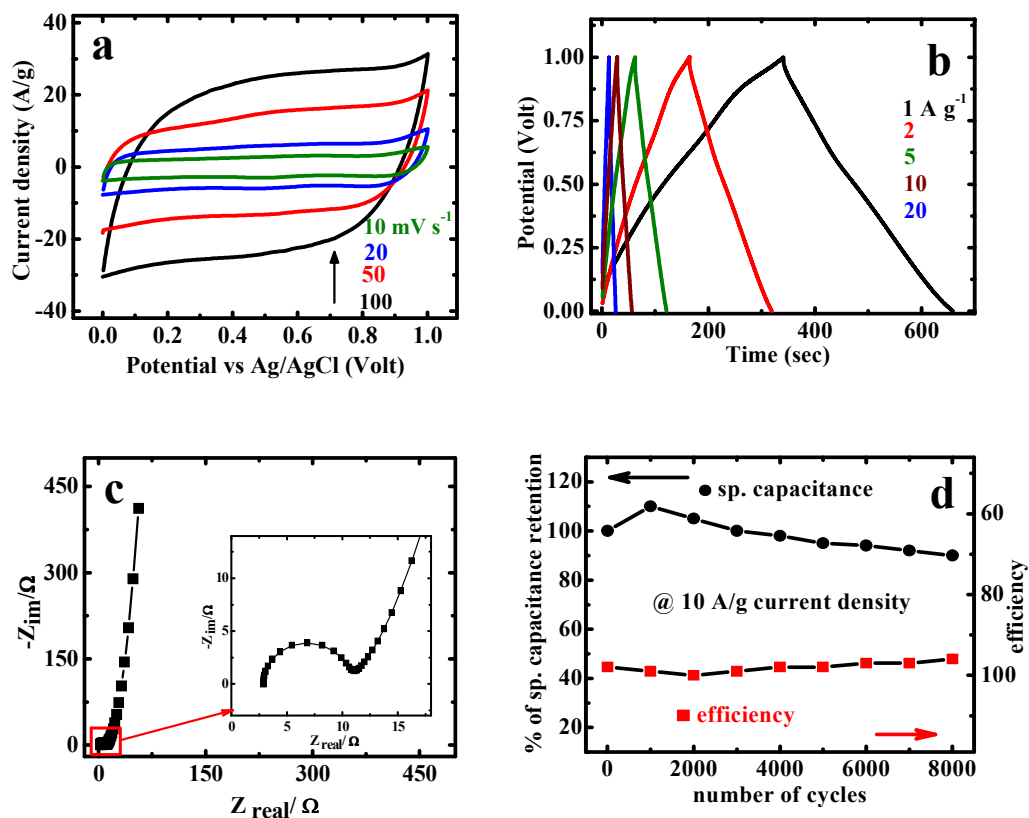 a
40
20
0
-20
-40
Current density (A/g)
10 mV s⁻¹
20
50
100
0.0 0.2 0.4 0.6 0.8 1.0
Potential vs Ag/AgCl (Volt)
b
1.00
0.75
0.50
0.25
0.00
Potential (Volt)
1 A g⁻¹
2
5
10
20
0 200 400 600
Time (sec)
c
450
300
150
0
-Zim/Ω
0 150 300 450
Z real/ Ω
10
5
0
-Zim/Ω
0 4 8 12 16
Zreal/ Ω
d
120
100
80
60
40
20
% of sp. capacitance retention
sp. capacitance
@ 10 A/g current density
efficiency
60
80
100
efficiency
0 2000 4000 6000 8000
number of cycles